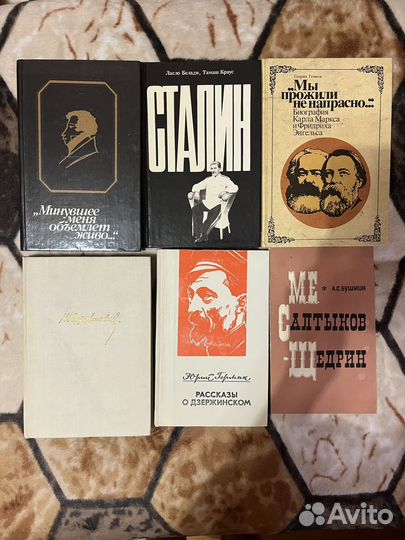 „Минувшее
меня
объемлет
живо...“
Ласло Белади, Тамаш Краус
СТАЛИН
Генрих Гемков
„Мы
прожили
не напрасно...“
Биография
Карла Маркса
и Фридриха
Энгельса
Юрий Герман
РАССКАЗЫ
О ДЗЕРЖИНСКОМ
А.С.БУШМИН
М.Е.
САЛТЫКОВ
-ЩЕДРИН
Avito